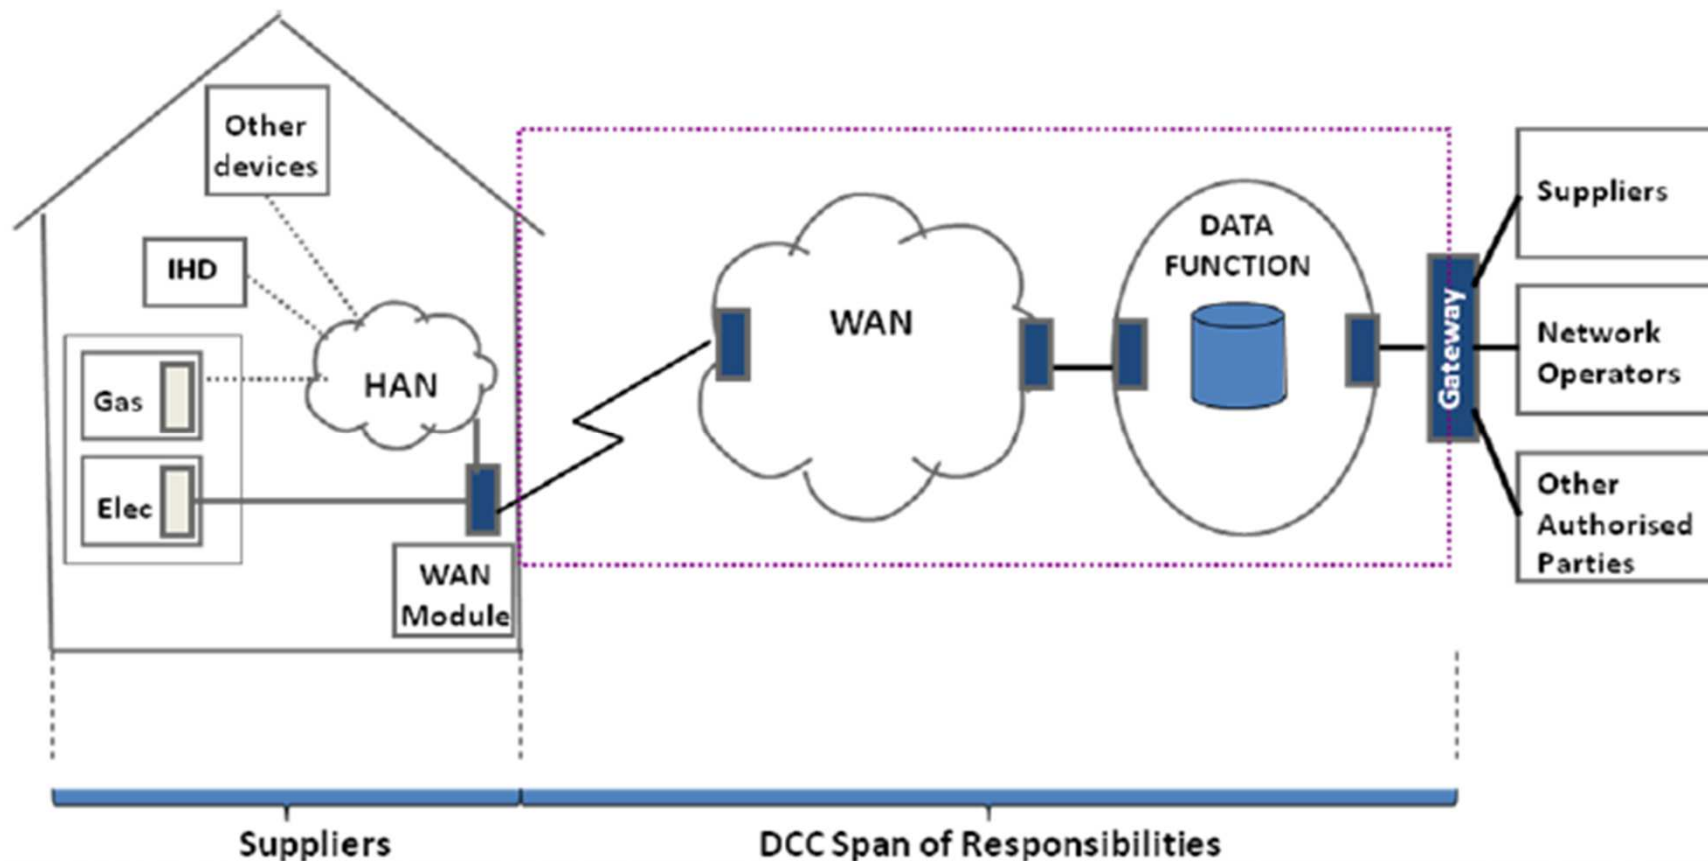 Other
devices
IHD
Gas
Elec
HAN
WAN
Module
WAN
DATA
FUNCTION
Gateway
Suppliers
Network
Operators
Other
Authorised
Parties
Suppliers
DCC Span of Responsibilities